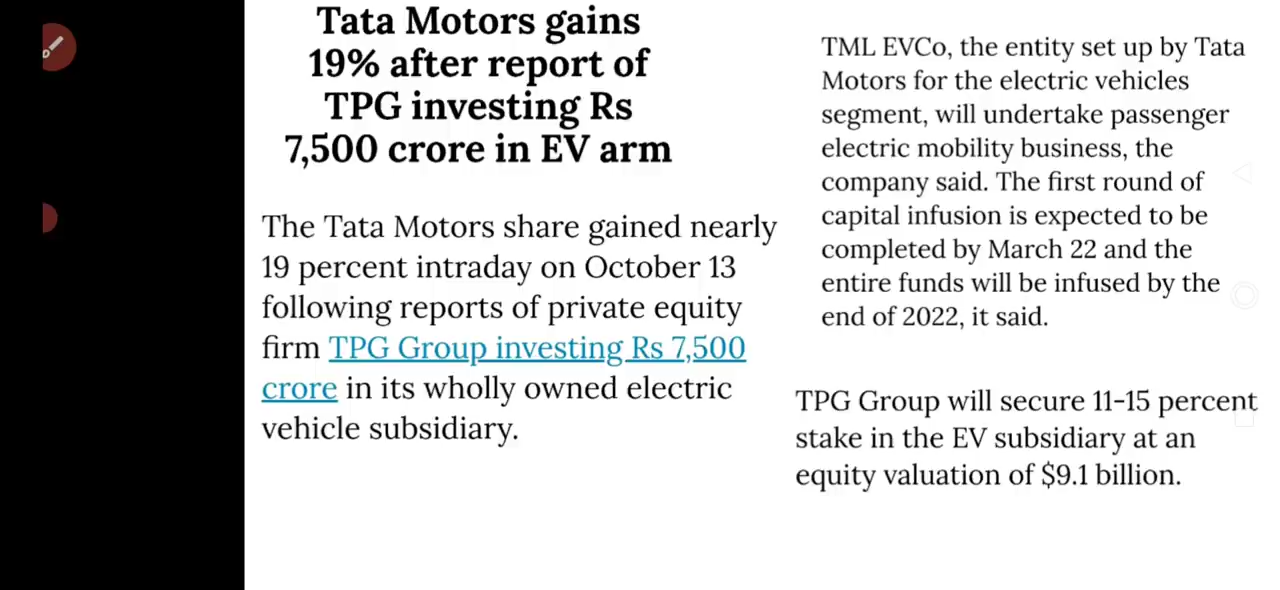 Tata Motors gains
19% after report of
TPG investing Rs
7,500 crore in EV arm
The Tata Motors share gained nearly
19 percent intraday on October 13
following reports of private equity
firm TPG Group investing Rs 7,500
crore in its wholly owned electric
vehicle subsidiary.
TML EVCo, the entity set up by Tata
Motors for the electric vehicles
segment, will undertake passenger
electric mobility business, the
company said. The first round of
capital infusion is expected to be
completed by March 22 and the
entire funds will be infused by the
end of 2022, it said.
TPG Group will secure 11-15 percent
stake in the EV subsidiary at an
equity valuation of $9.1 billion.